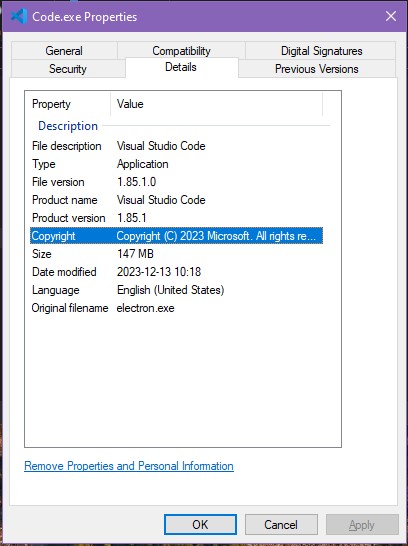 Code.exe Properties
General Compatibility Digital Signatures
Security Details Previous Versions
Property Value
Description
File description Visual Studio Code
Type Application
File version 1.85.1.0
Product name Visual Studio Code
Product version 1.85.1
Copyright Copyright (C) 2023 Microsoft. All rights re...
Size 147 MB
Date modified 2023-12-13 10:18
Language English (United States)
Original filename electron.exe
Remove Properties and Personal Information
OK Cancel Apply